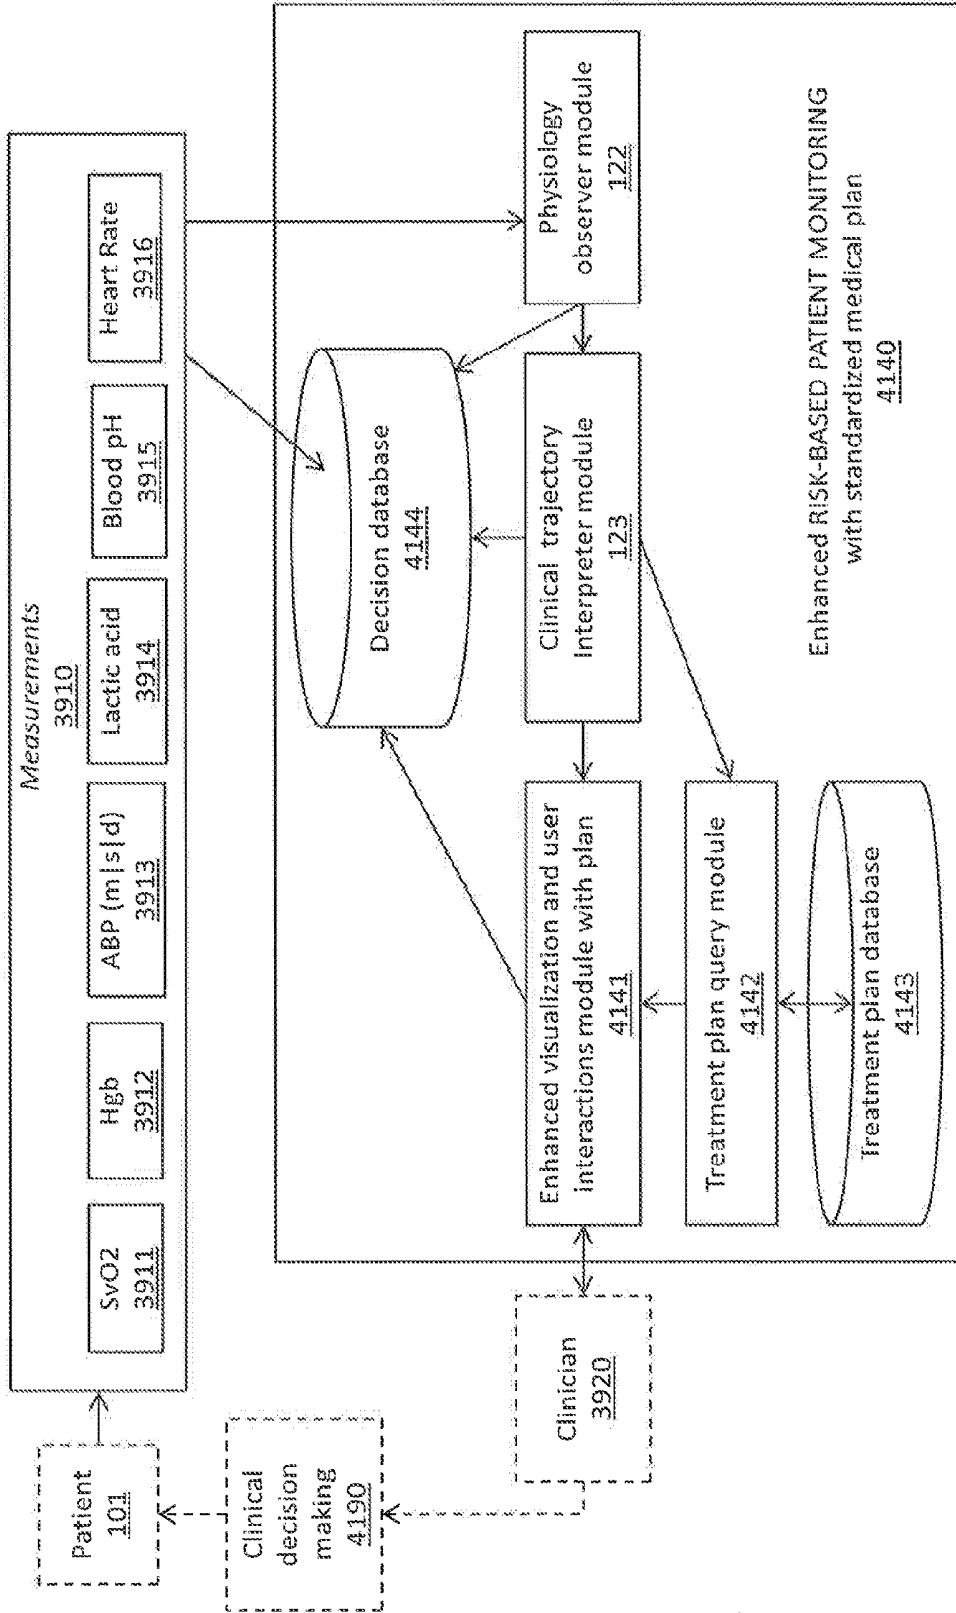 Patient
101
Measurements
3910
SvO2
3911
Hgb
3912
ABP (m|s|d)
3913
Lactic acid
3914
Blood pH
3915
Heart Rate
3916
Clinical
decision
making
4190
Clinician
3920
Decision database
4144
Enhanced visualization and user
interactions module with plan
4141
Clinical trajectory
Interpreter module
123
Physiology
observer module
122
Treatment plan query module
4142
Treatment plan database
4143
Enhanced RISK-BASED PATIENT MONITORING
with standardized medical plan
4140